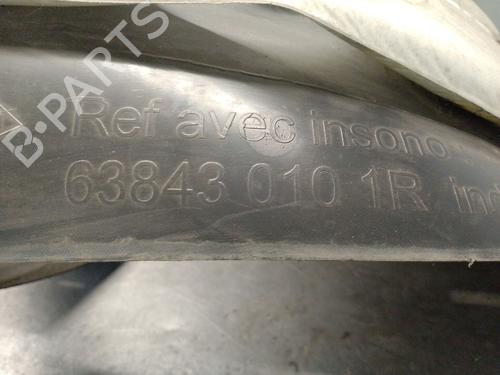 B-PARTS
Ref avec insono
63843 010 1R